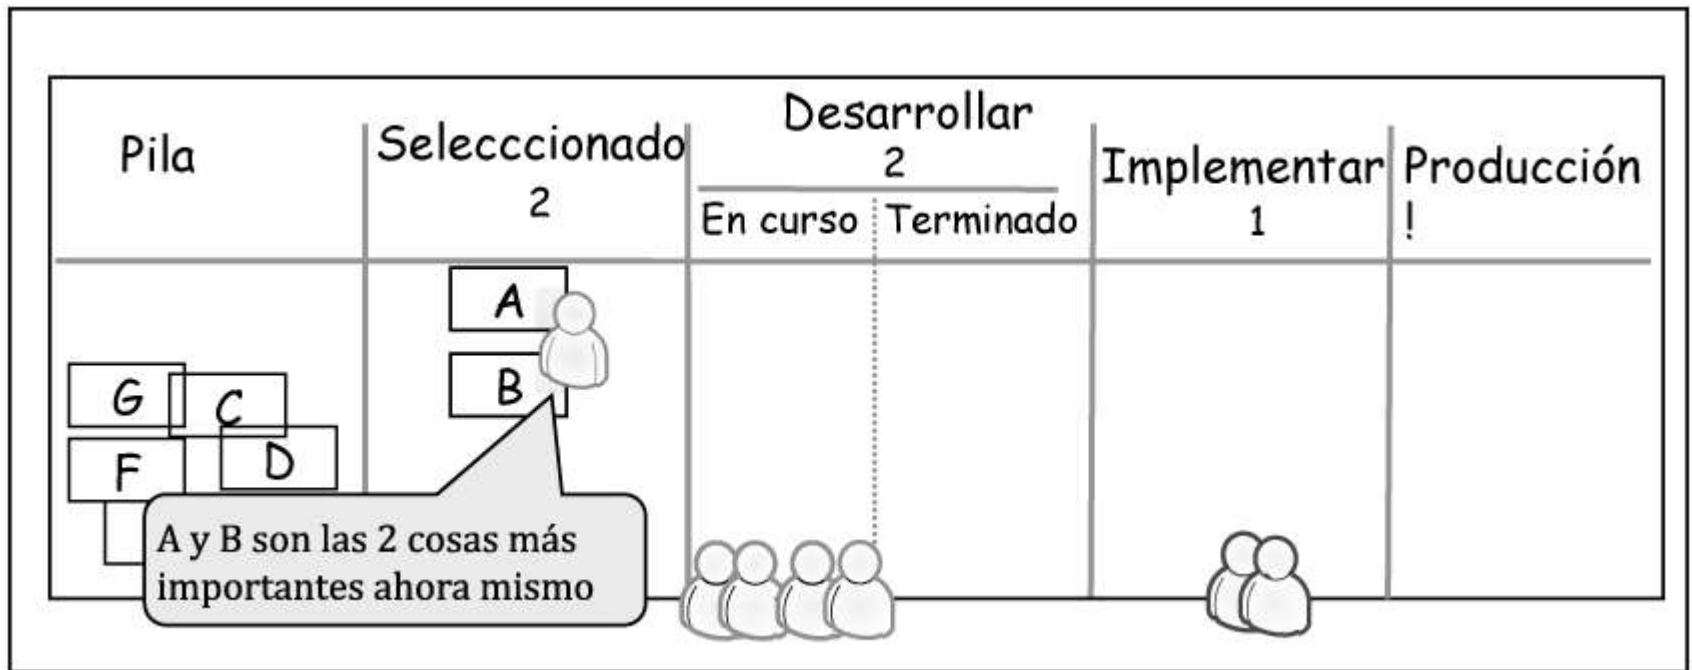 Pila
Selecccionado
2
Desarrollar
2
En curso
Terminado
Implementar
1
Producción
!
A
B
G
C
F
D
A y B son las 2 cosas más
importantes ahora mismo